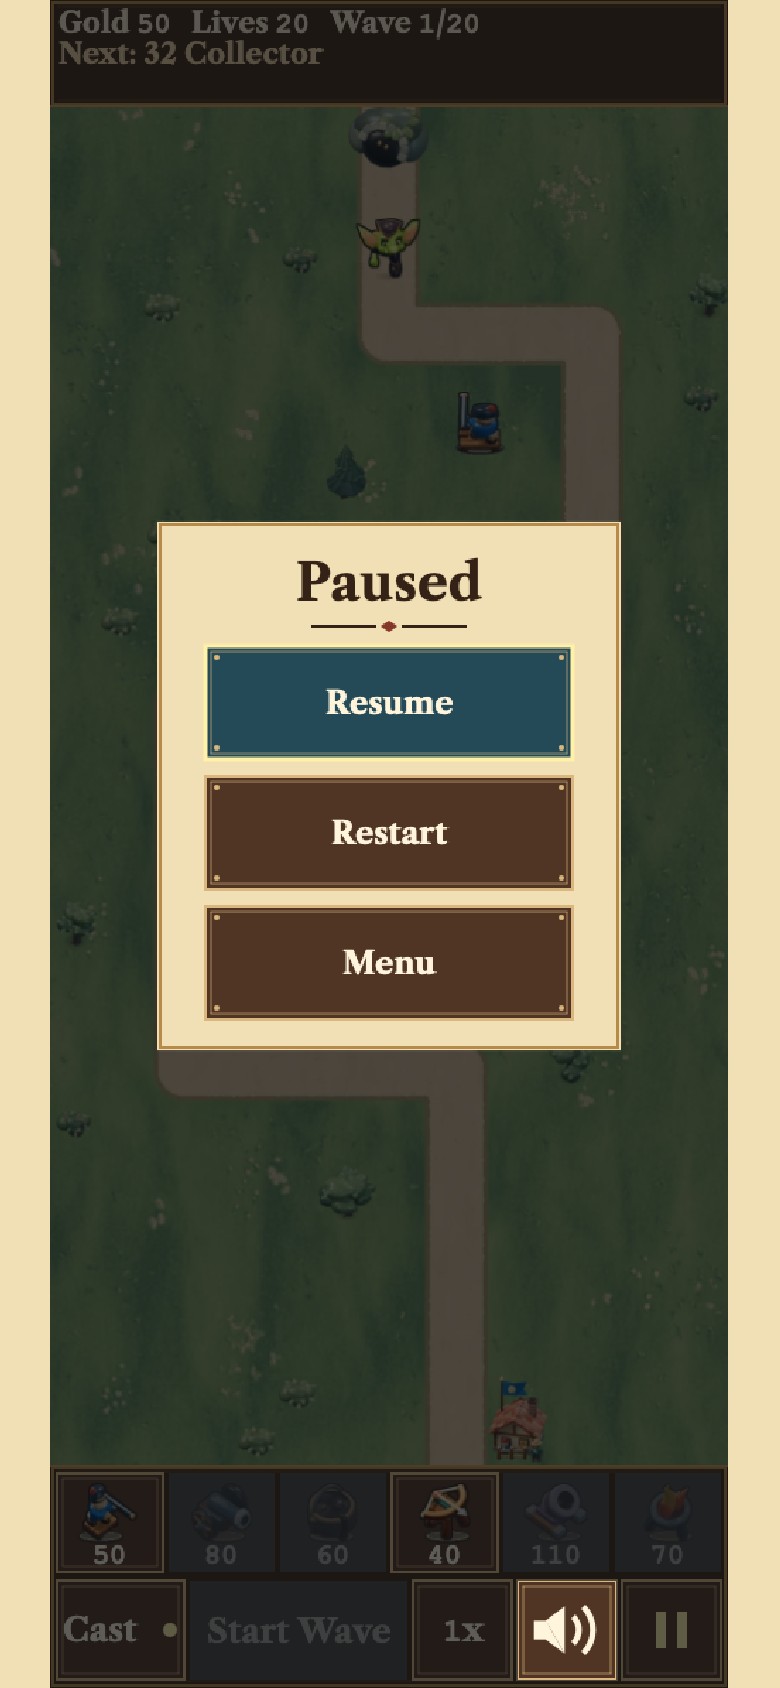 Gold 50 Lives 20 Wave 1/20
Next: 32 Collector
Paused
Resume
Restart
Menu
50 80 60 40 110 70
Cast Start Wave 1x